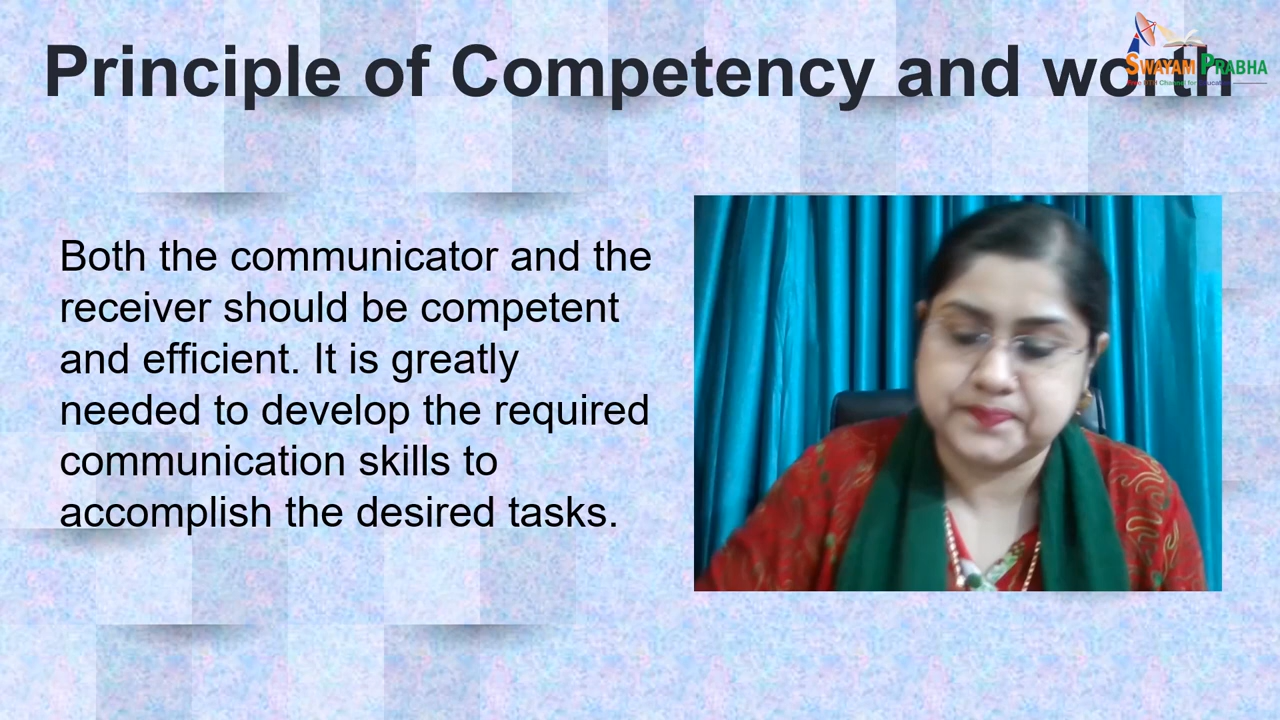 Principle of Competency and worth
SWAYAM PRABHA
Both the communicator and the
receiver should be competent
and efficient. It is greatly
needed to develop the required
communication skills to
accomplish the desired tasks.